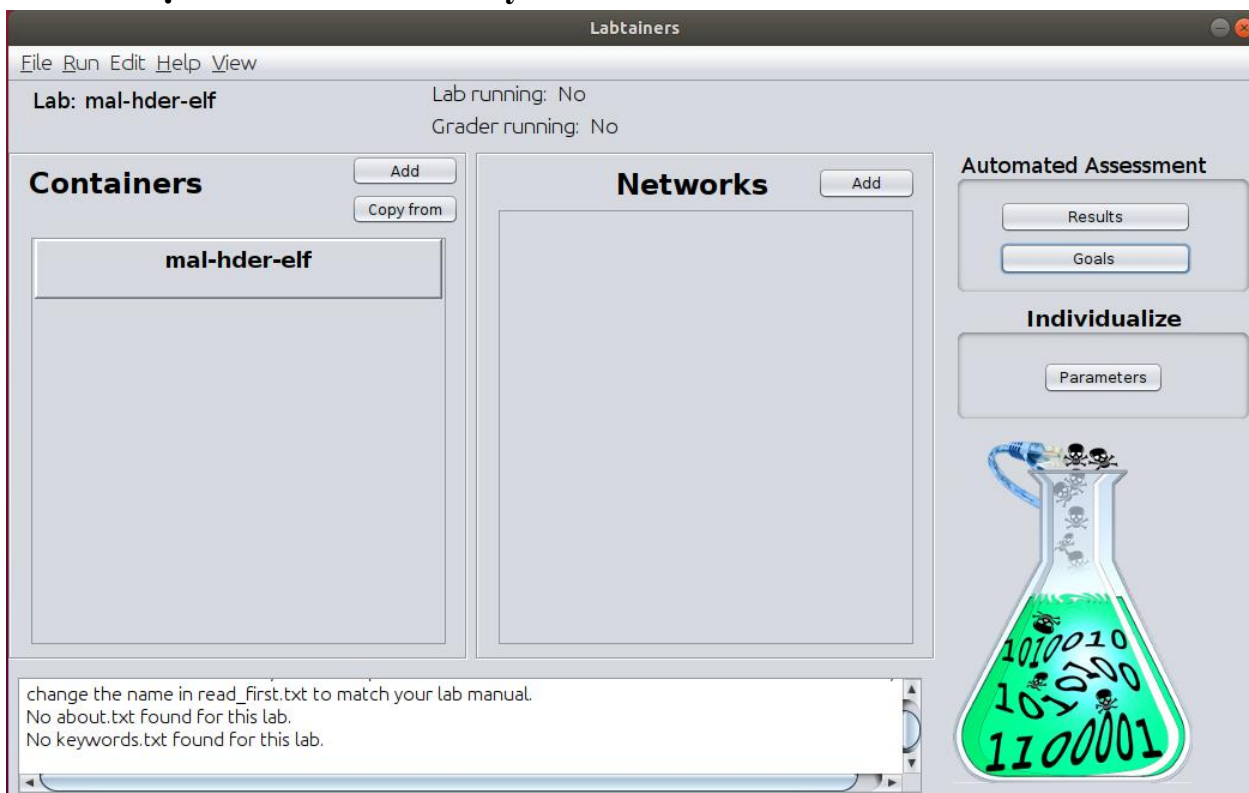 Labtainers
File Run Edit Help View
Lab: mal-hder-elf
Lab running: No
Grader running: No
Containers
Add
Copy from
mal-hder-elf
Networks
Add
Automated Assessment
Results
Goals
Individualize
Parameters
change the name in read_first.txt to match your lab manual.
No about.txt found for this lab.
No keywords.txt found for this lab.
1010010
1100001